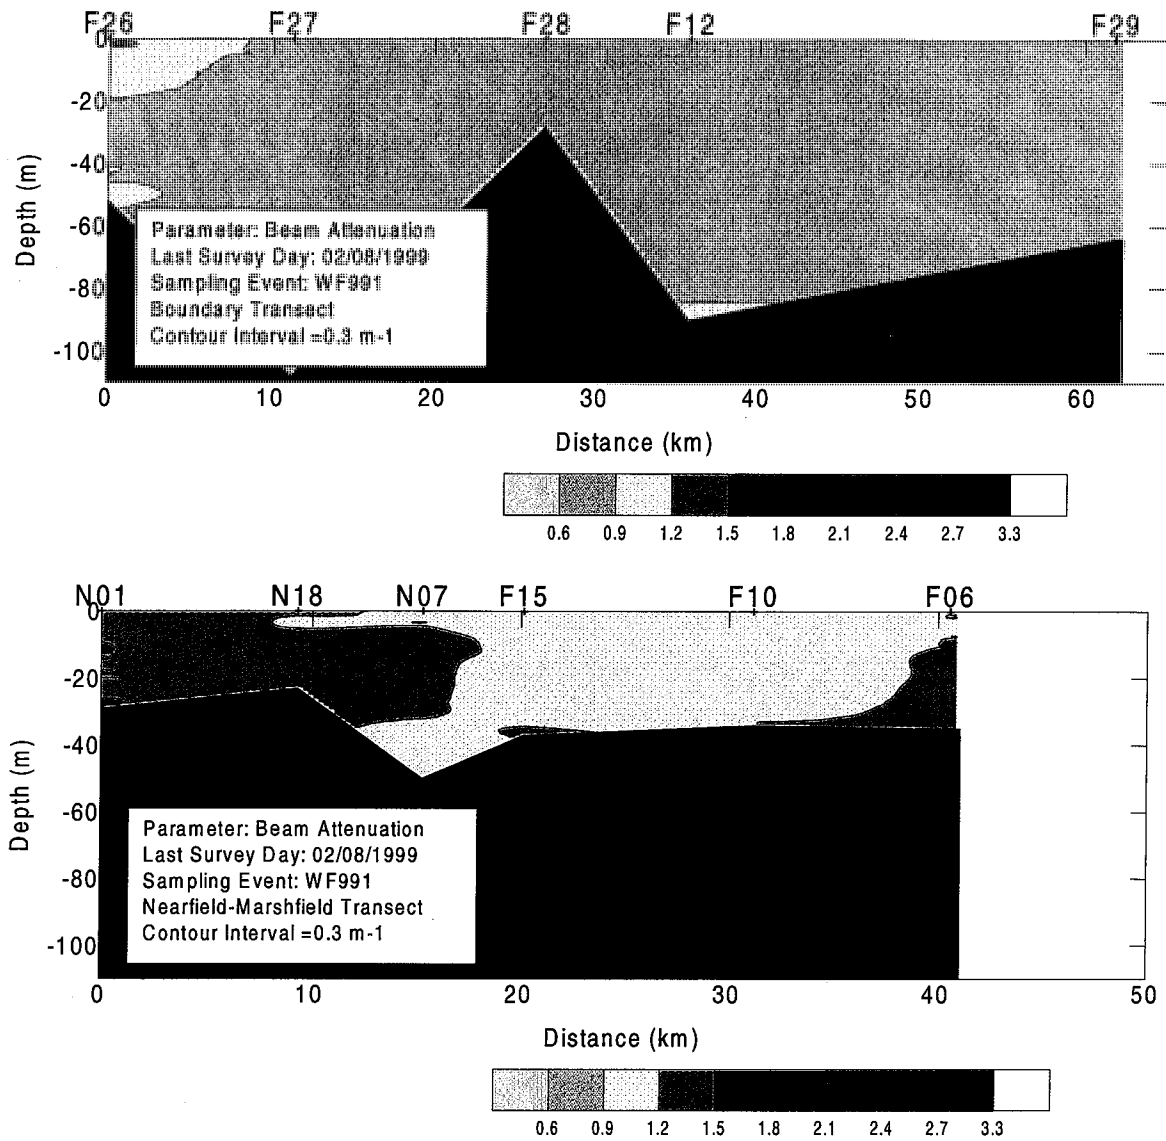 F26 F27 F28 F12 F29
0
-20
-40
-60
-80
-100
Depth (m)
Parameter: Beam Attenuation
Last Survey Day: 02/08/1999
Sampling Event: WF991
Boundary Transect
Contour Interval =0.3 m-1
0 10 20 30 40 50 60
Distance (km)
0.6 0.9 1.2 1.5 1.8 2.1 2.4 2.7 3.3
N01 N18 N07 F15 F10 F06
0
-20
-40
-60
-80
-100
Depth (m)
Parameter: Beam Attenuation
Last Survey Day: 02/08/1999
Sampling Event: WF991
Nearfield-Marshfield Transect
Contour Interval =0.3 m-1
0 10 20 30 40 50
Distance (km)
0.6 0.9 1.2 1.5 1.8 2.1 2.4 2.7 3.3